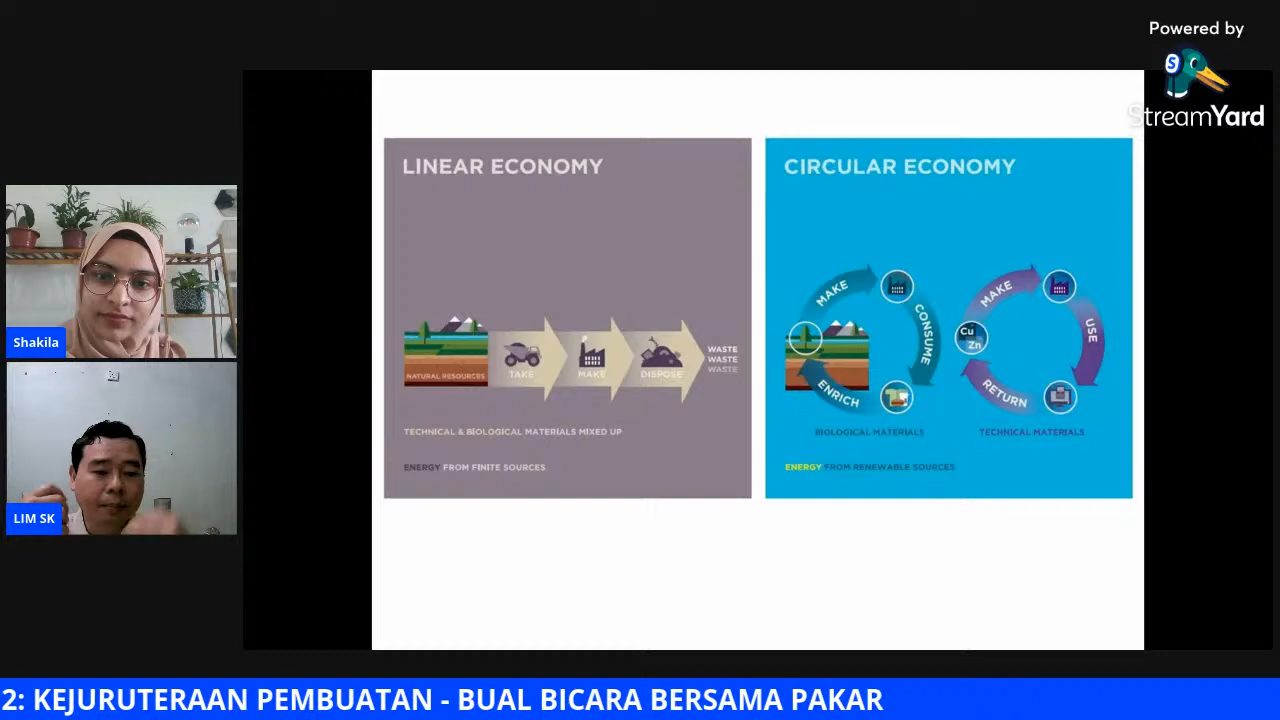 Powered by
S
StreamYard
LINEAR ECONOMY
NATURAL RESOURCES
TAKE
MAKE
DISPOSE
WASTE
WASTE
WASTE
TECHNICAL & BIOLOGICAL MATERIALS MIXED UP
ENERGY FROM FINITE SOURCES
CIRCULAR ECONOMY
MAKE
CONSUME
ENRICH
BIOLOGICAL MATERIALS
MAKE
USE
RETURN
Cu
Zn
TECHNICAL MATERIALS
ENERGY FROM RENEWABLE SOURCES
Shakila
LIM SK
2: KEJURUTERAAN PEMBUATAN - BUAL BICARA BERSAMA PAKAR